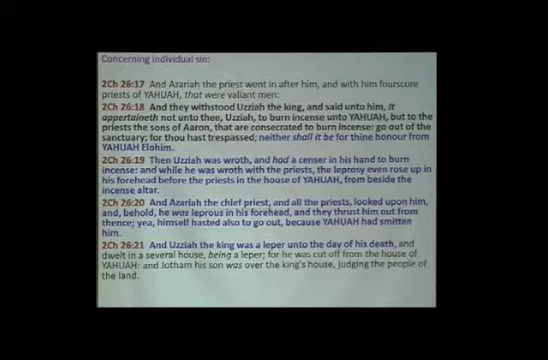 Concerning individual sin:
2Ch 26:17 And Azariah the priest went in after him, and with him fourscore
priests of YAHUAH, that were valiant men:
2Ch 26:18 And they withstood Uzziah the king, and said unto him, It
appertaineth not unto thee, Uzziah, to burn incense unto YAHUAH, but to the
priests the sons of Aaron, that are consecrated to burn incense: go out of the
sanctuary; for thou hast trespassed; neither shall it be for thine honour from
YAHUAH Elohim.
2Ch 26:19 Then Uzziah was wroth, and had a censer in his hand to burn
incense: and while he was wroth with the priests, the leprosy even rose up in
his forehead before the priests in the house of YAHUAH, from beside the
incense altar.
2Ch 26:20 And Azariah the chief priest, and all the priests, looked upon him,
and, behold, he was leprous in his forehead, and they thrust him out from
thence; yea, himself hasted also to go out, because YAHUAH had smitten
him.
2Ch 26:21 And Uzziah the king was a leper unto the day of his death, and
dwelt in a several house, being a leper; for he was cut off from the house of
YAHUAH: and Jotham his son was over the king's house, judging the people of
the land.